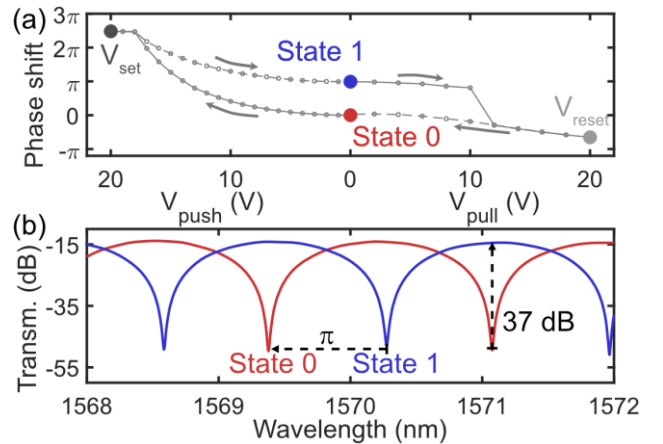 (a)
3π
2π
π
0
-π
Phase shift
V_set
State 1
State 0
V_reset
20
10
0
10
20
V_push (V)
V_pull (V)
(b)
-15
-35
-55
Transm. (dB)
π
State 0
State 1
37 dB
1568
1569
1570
1571
1572
Wavelength (nm)